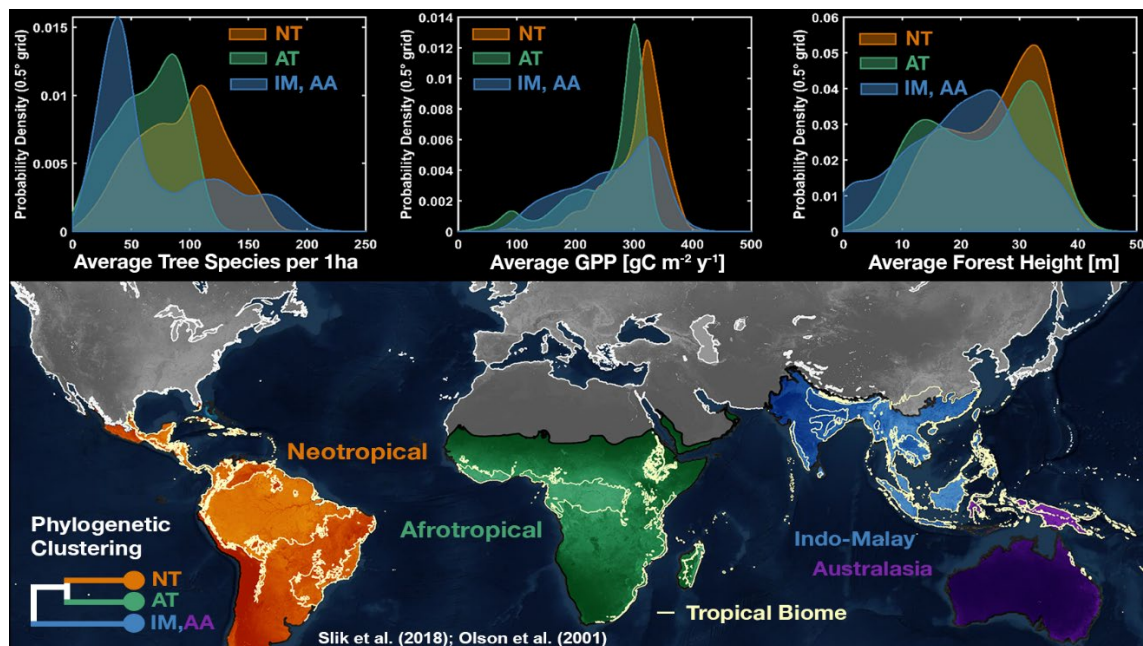 0.015
0.01
0.005
0
0
50
100
150
200
250
Probability Density (0.5° grid)
Average Tree Species per 1ha
NT
AT
IM, AA
0.014
0.012
0.01
0.008
0.006
0.004
0.002
0
0
100
200
300
400
500
Probability Density (0.5° grid)
Average GPP [gC m⁻² y⁻¹]
NT
AT
IM, AA
0.06
0.05
0.04
0.03
0.02
0.01
0
0
10
20
30
40
50
Probability Density (0.5° grid)
Average Forest Height [m]
NT
AT
IM, AA
Neotropical
Afrotropical
Indo-Malay
Australasia
Tropical Biome
Phylogenetic
Clustering
NT
AT
IM,AA
Slik et al. (2018); Olson et al. (2001)